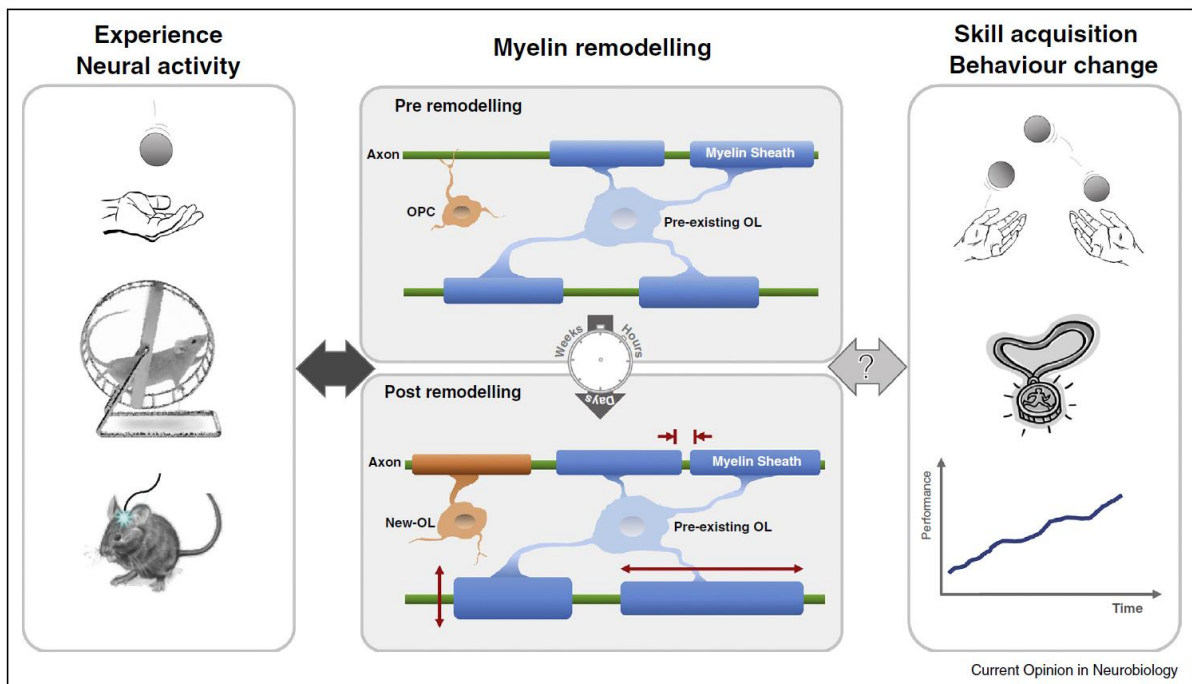 Experience
Neural activity
Myelin remodelling
Skill acquisition
Behaviour change
Pre remodelling
Axon
Myelin Sheath
OPC
Pre-existing OL
Weeks
Hours
Days
?
Post remodelling
Axon
Myelin Sheath
New-OL
Pre-existing OL
Performance
Time
Current Opinion in Neurobiology